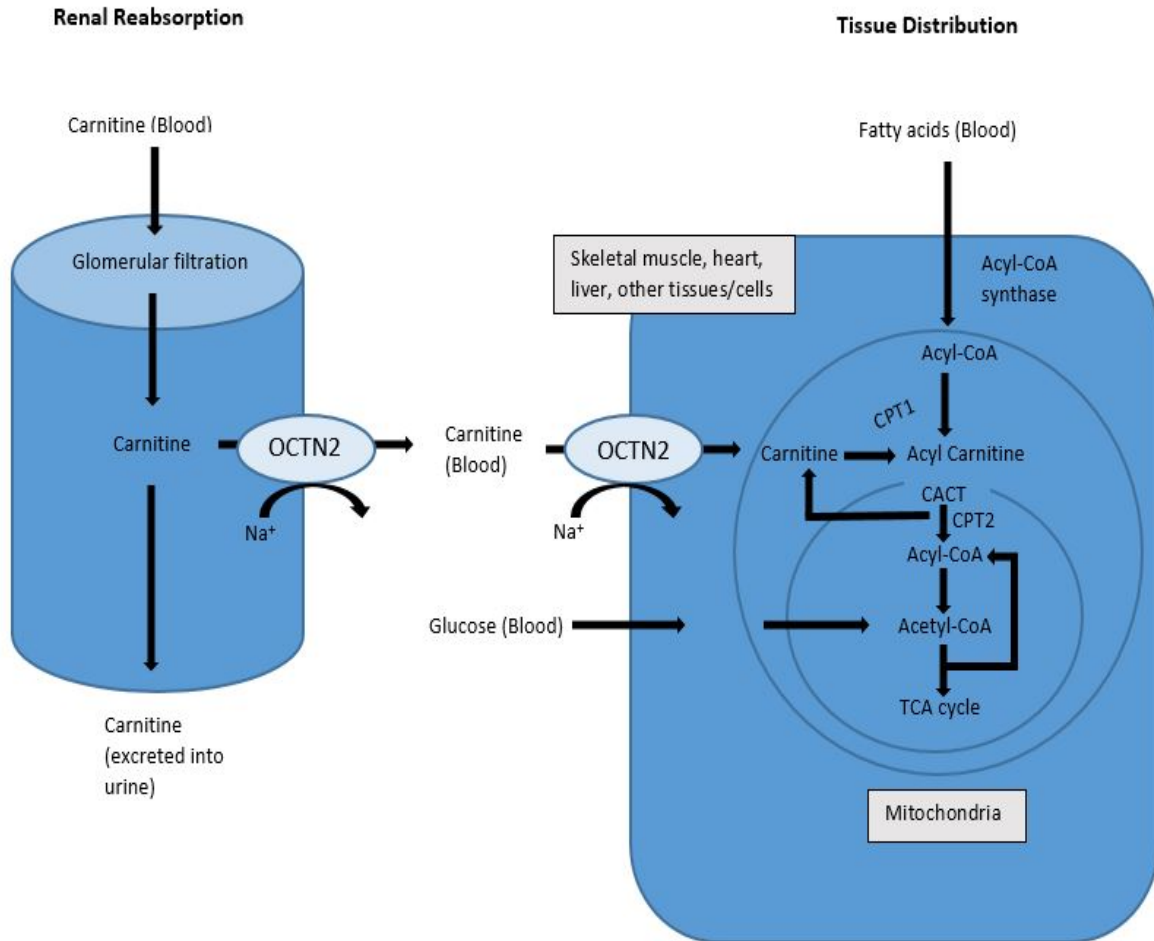 Renal Reabsorption
Tissue Distribution
Carnitine (Blood)
Fatty acids (Blood)
Glomerular filtration
Skeletal muscle, heart,
liver, other tissues/cells
Acyl-CoA
synthase
Acyl-CoA
CPT1
Carnitine
OCTN2
Carnitine
(Blood)
OCTN2
Carnitine
Acyl Carnitine
CACT
CPT2
Na⁺
Na⁺
Acyl-CoA
Glucose (Blood)
Acetyl-CoA
TCA cycle
Carnitine
(excreted into
urine)
Mitochondria